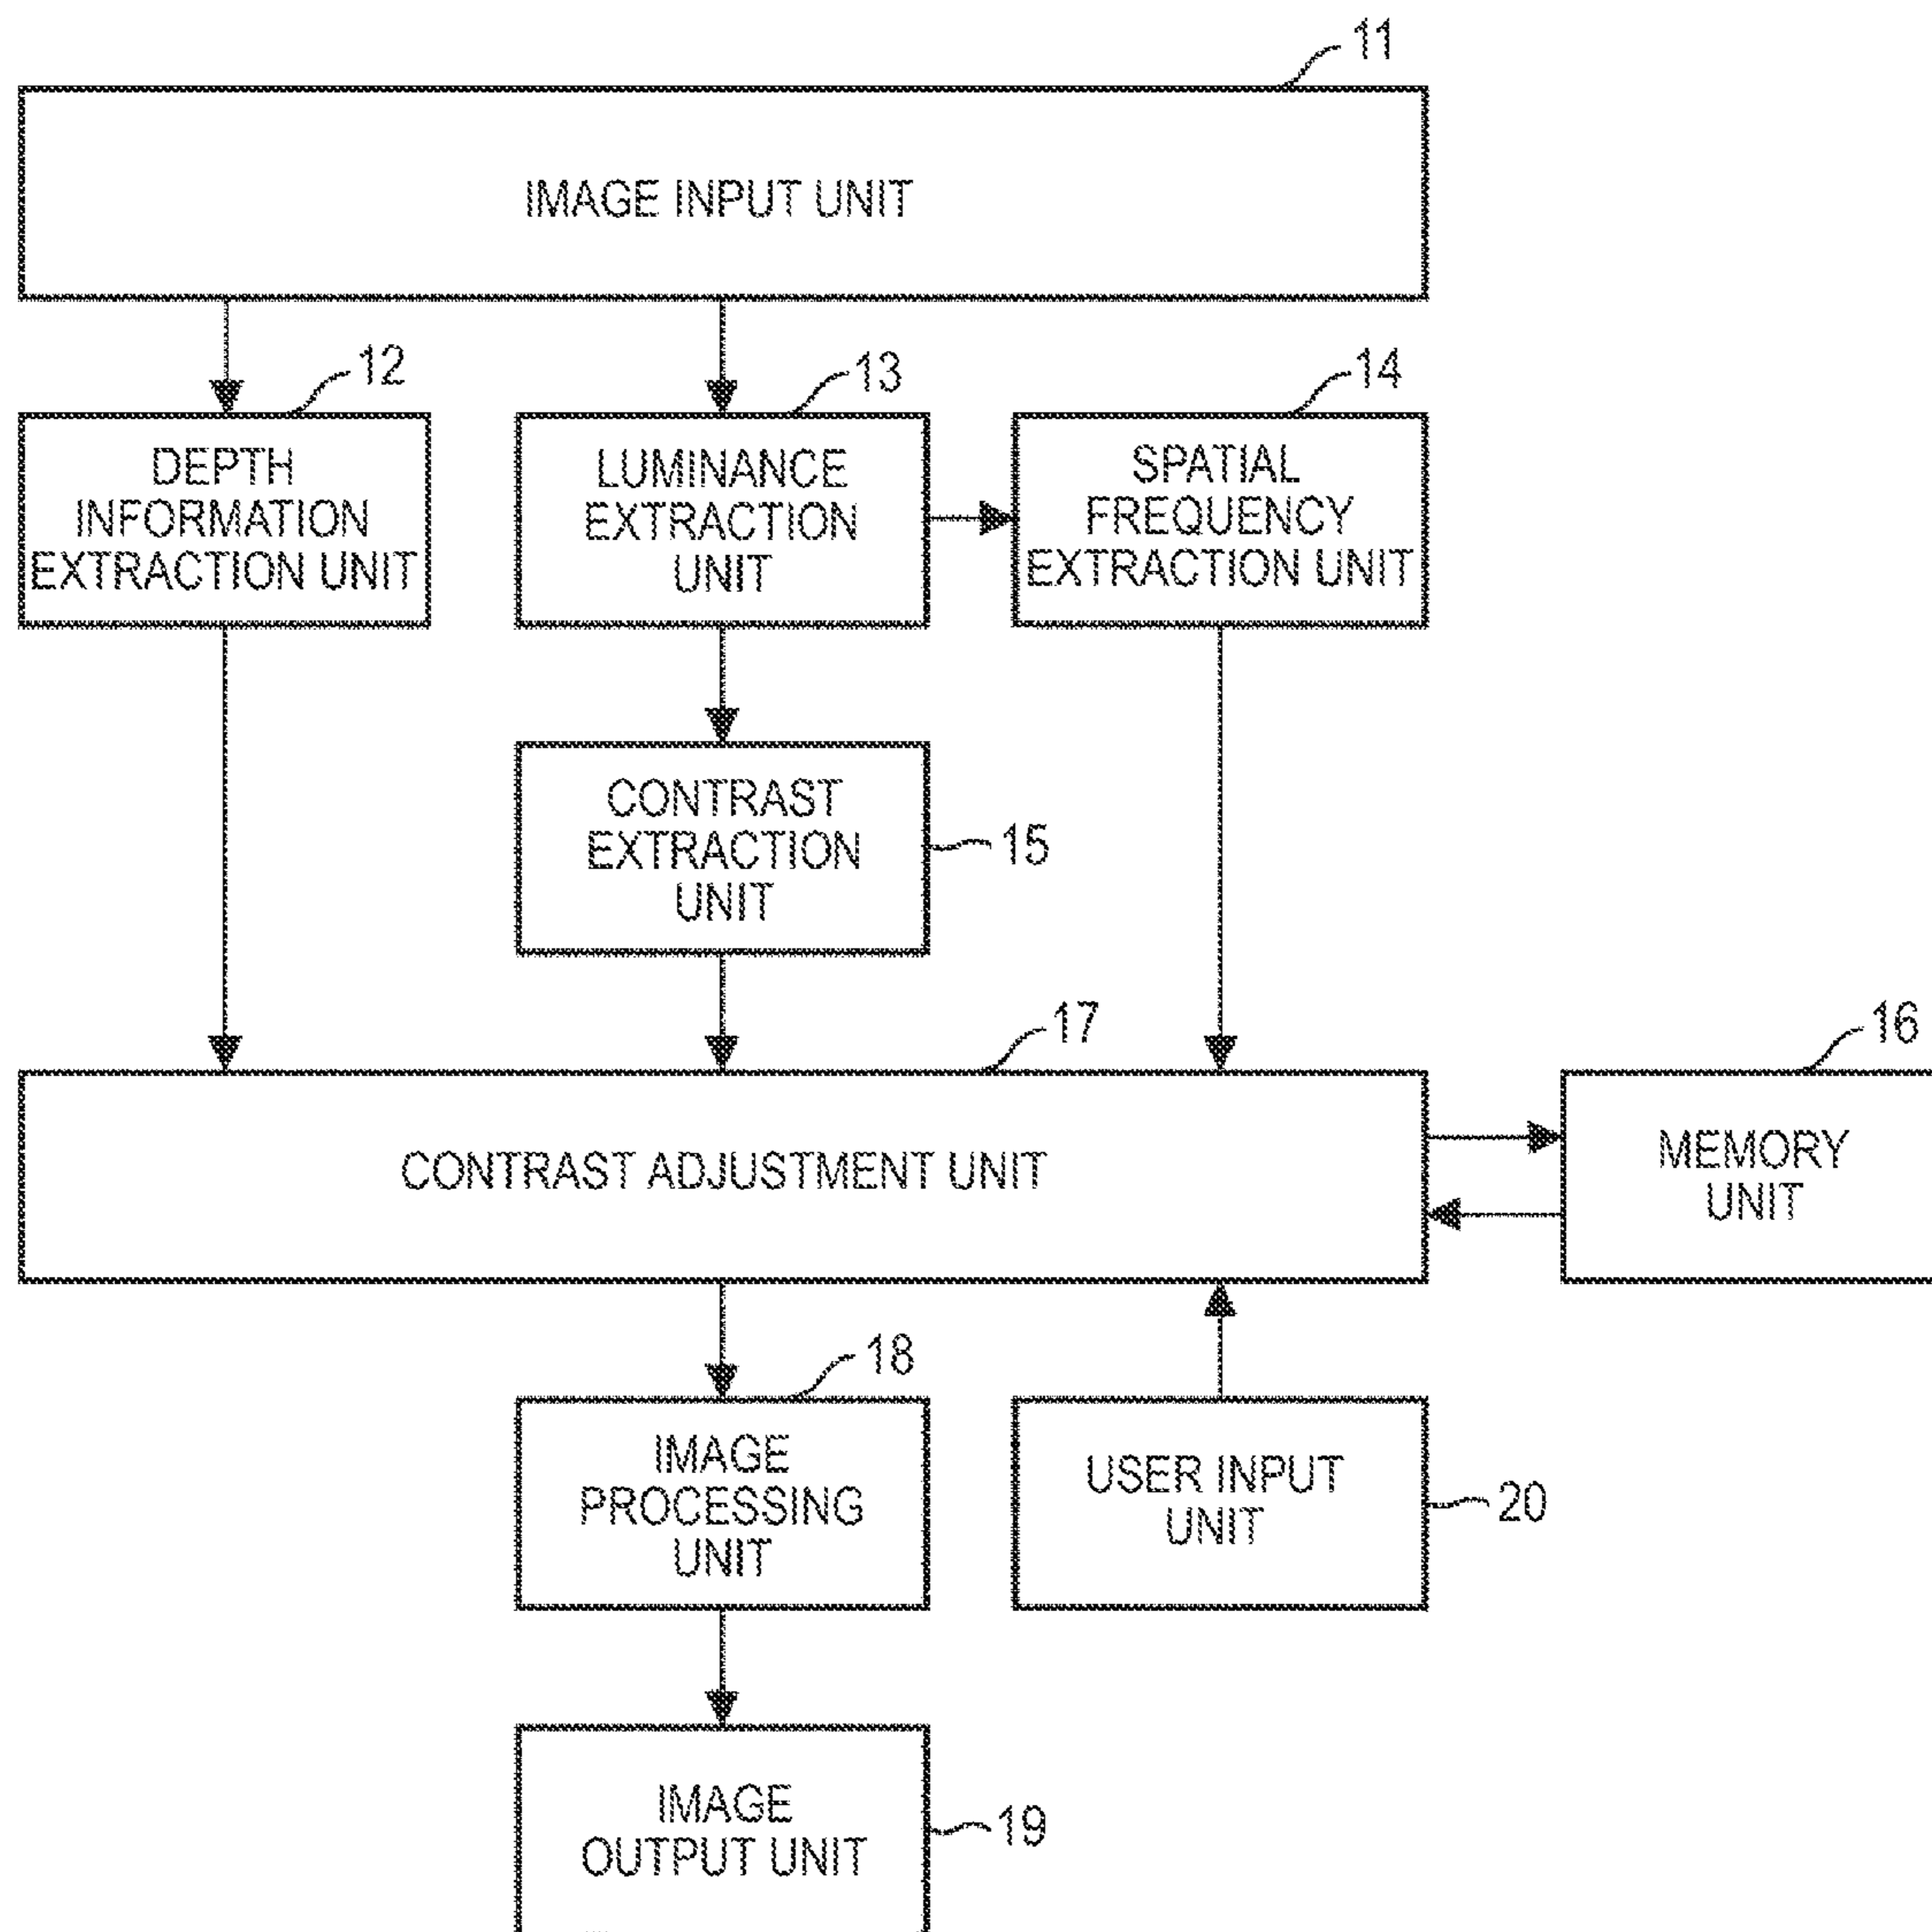 11
IMAGE INPUT UNIT
12
13
14
DEPTH
INFORMATION
EXTRACTION UNIT
LUMINANCE
EXTRACTION
UNIT
SPATIAL
FREQUENCY
EXTRACTION UNIT
CONTRAST
EXTRACTION
UNIT
15
17
16
CONTRAST ADJUSTMENT UNIT
MEMORY
UNIT
18
IMAGE
PROCESSING
UNIT
USER INPUT
UNIT
20
IMAGE
OUTPUT UNIT
19